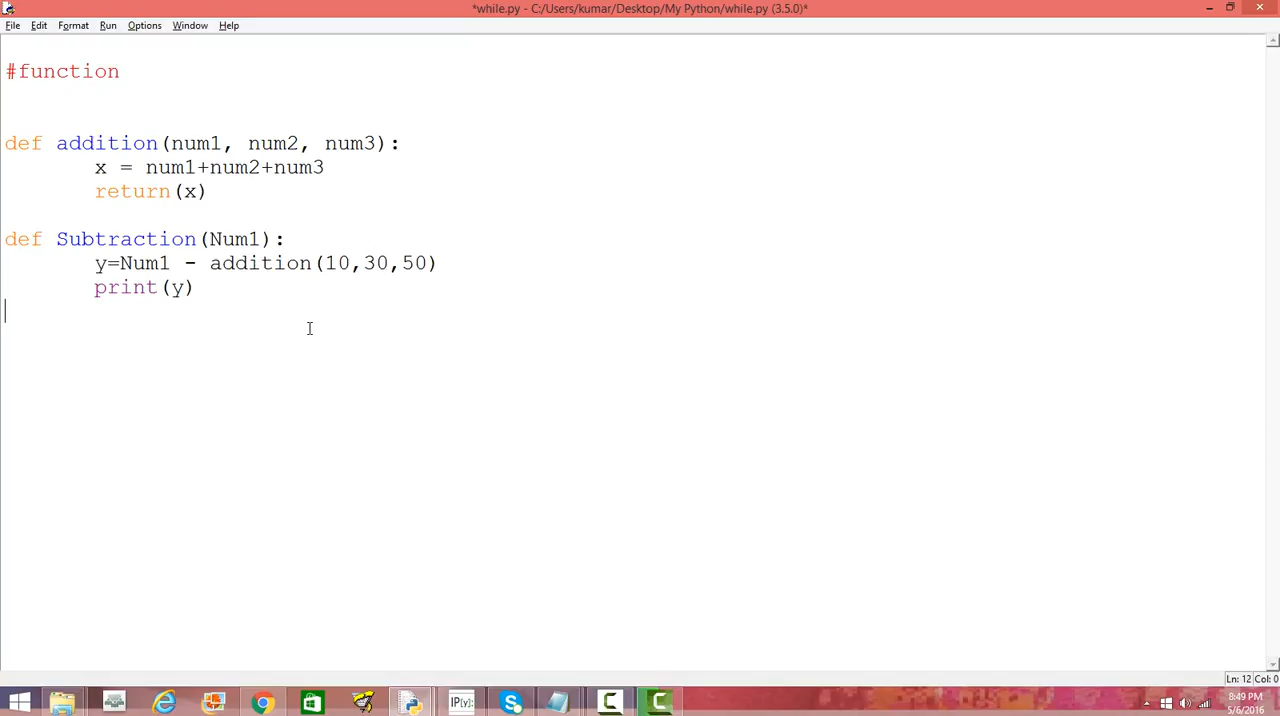 *while.py - C:/Users/kumar/Desktop/My Python/while.py (3.5.0)*
File Edit Format Run Options Window Help
#function
def addition(num1, num2, num3):
x = num1+num2+num3
return(x)
def Subtraction(Num1):
y=Num1 - addition(10,30,50)
print(y)
Ln: 12 Col: 0
IP[y]:
8:49 PM
5/6/2016